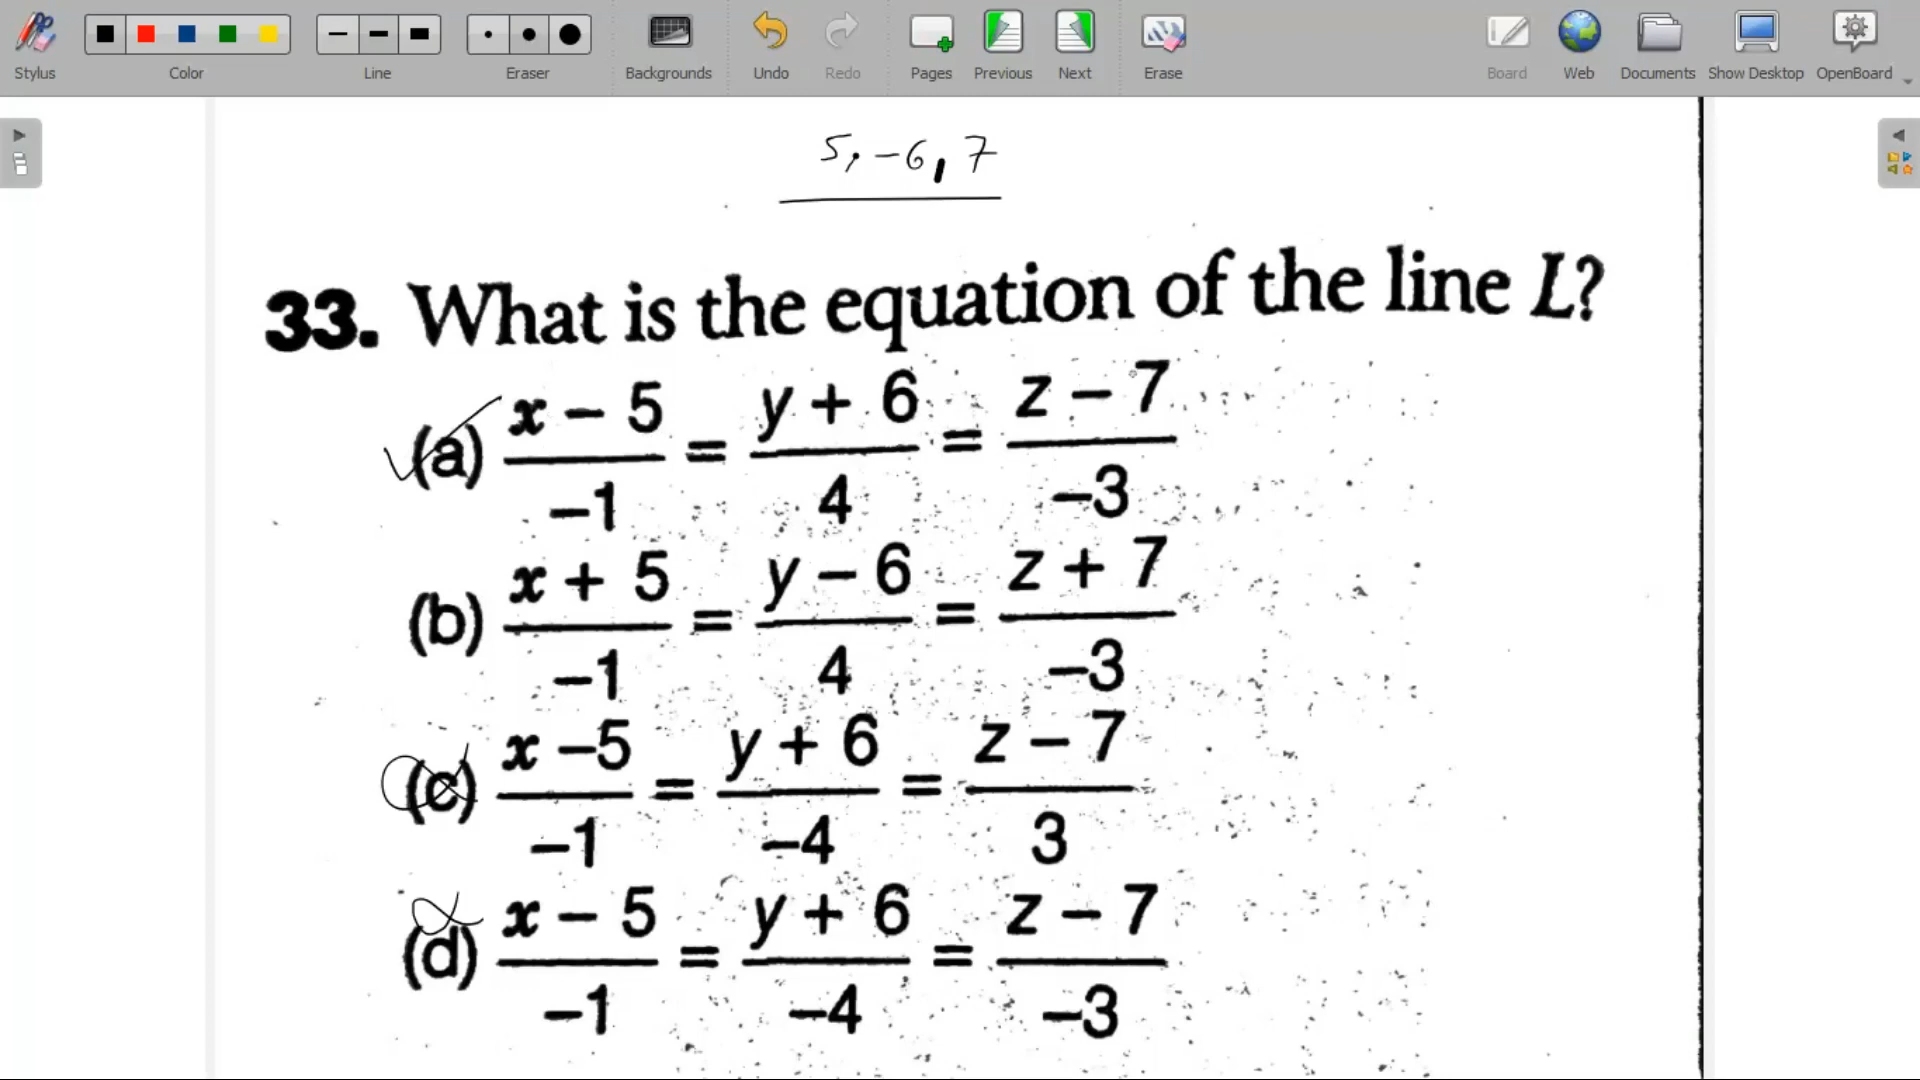 Stylus Color Line Eraser Backgrounds Undo Redo Pages Previous Next Erase Board Web Documents Show Desktop OpenBoard
5, -6, 7
33. What is the equation of the line L?
(a) x - 5 / -1 = y + 6 / 4 = z - 7 / -3
(b) x + 5 / -1 = y - 6 / 4 = z + 7 / -3
(c) x -5 / -1 = y + 6 / -4 = z - 7 / 3
(d) x - 5 / -1 = y + 6 / -4 = z - 7 / -3